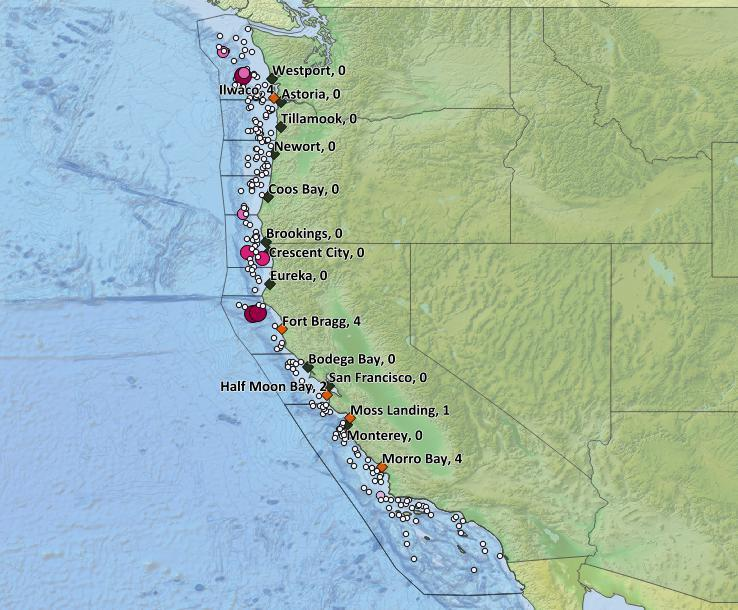 Westport, 0
Ilwaco, 4
Astoria, 0
Tillamook, 0
Newort, 0
Coos Bay, 0
Brookings, 0
Crescent City, 0
Eureka, 0
Fort Bragg, 4
Bodega Bay, 0
San Francisco, 0
Half Moon Bay, 2
Moss Landing, 1
Monterey, 0
Morro Bay, 4